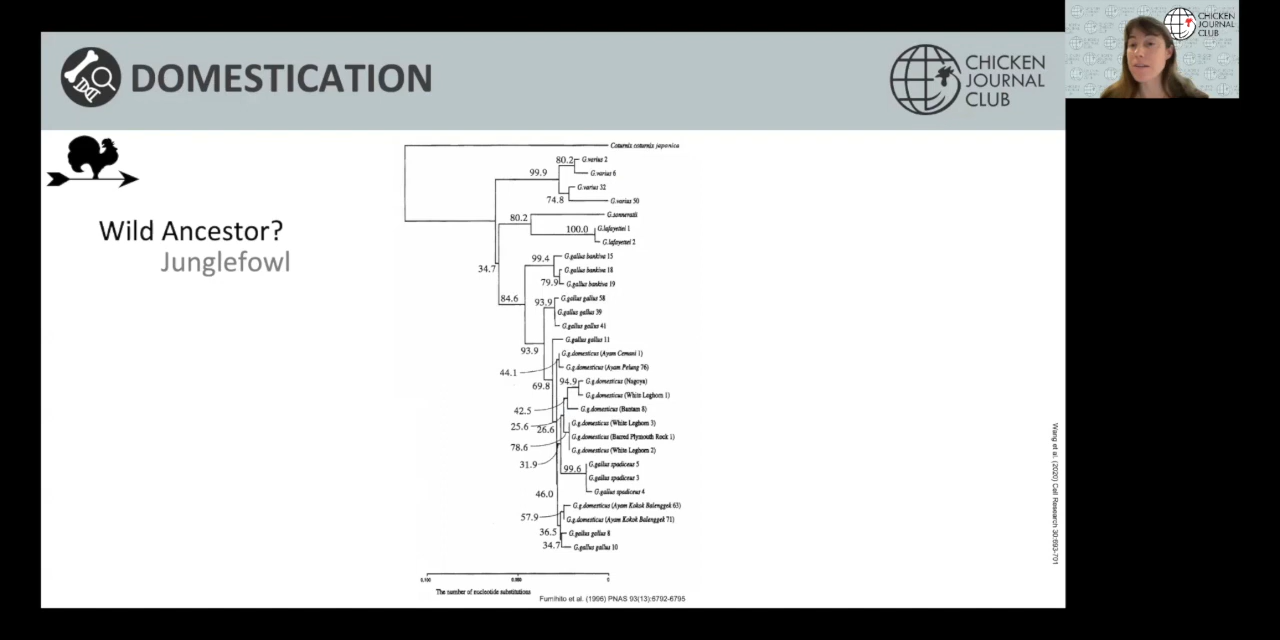 DOMESTICATION
CHICKEN
JOURNAL
CLUB
CHICKEN
JOURNAL
CLUB
Wild Ancestor?
Junglefowl
Coturnix coturnix japonica
80.2
G.varius 2
99.9
G.varius 6
G.varius 32
74.8
G.varius 50
80.2
G.sonneratii
100.0
G.lafayettei 1
G.lafayettei 2
99.4
G.gallus bankiva 15
34.7
G.gallus bankiva 18
79.9
G.gallus bankiva 19
84.6
93.9
G.gallus gallus 58
G.gallus gallus 39
G.gallus gallus 41
G.gallus gallus 11
93.9
G.g.domesticus (Ayam Cemani 1)
44.1
G.g.domesticus (Ayam Pelung 76)
69.8
94.9
G.g.domesticus (Nagoya)
G.g.domesticus (White Leghorn 1)
42.5
G.g.domesticus (Bantam 8)
25.6
26.6
G.g.domesticus (White Leghorn 3)
G.g.domesticus (Barred Plymouth Rock 1)
78.6
G.g.domesticus (White Leghorn 2)
31.9
99.6
G.gallus spadiceus 5
G.gallus spadiceus 3
46.0
G.gallus spadiceus 4
G.g.domesticus (Ayam Kokok Balenggek 63)
57.9
G.g.domesticus (Ayam Kokok Balenggek 71)
36.5
G.gallus gallus 8
34.7
G.gallus gallus 10
0.100
0.050
0
The number of nucleotide substitutions
Fumihito et al. (1996) PNAS 93(13):6792-6795
Wang et al. (2020) Cell Research 30:693-701